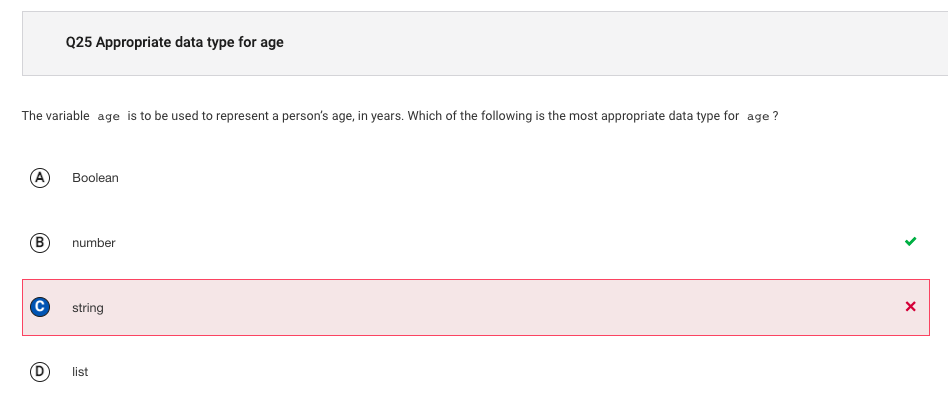 Q25 Appropriate data type for age
The variable age is to be used to represent a person's age, in years. Which of the following is the most appropriate data type for age ?
A Boolean
B number
C string
D list